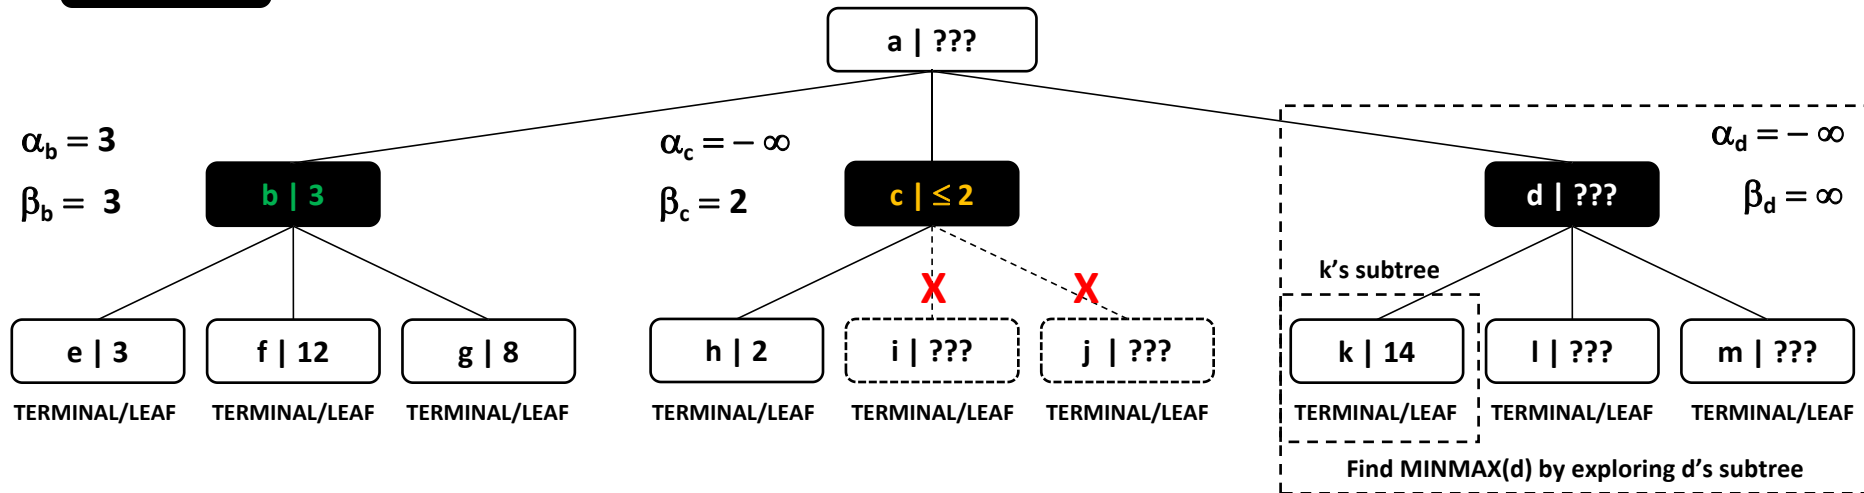 a | ???
αb = 3
βb = 3
b | 3
αc = − ∞
βc = 2
c | ≤ 2
αd = − ∞
βd = ∞
d | ???
k's subtree
X
X
e | 3
f | 12
g | 8
h | 2
i | ???
j | ???
k | 14
l | ???
m | ???
TERMINAL/LEAF
TERMINAL/LEAF
TERMINAL/LEAF
TERMINAL/LEAF
TERMINAL/LEAF
TERMINAL/LEAF
TERMINAL/LEAF
TERMINAL/LEAF
TERMINAL/LEAF
Find MINMAX(d) by exploring d's subtree